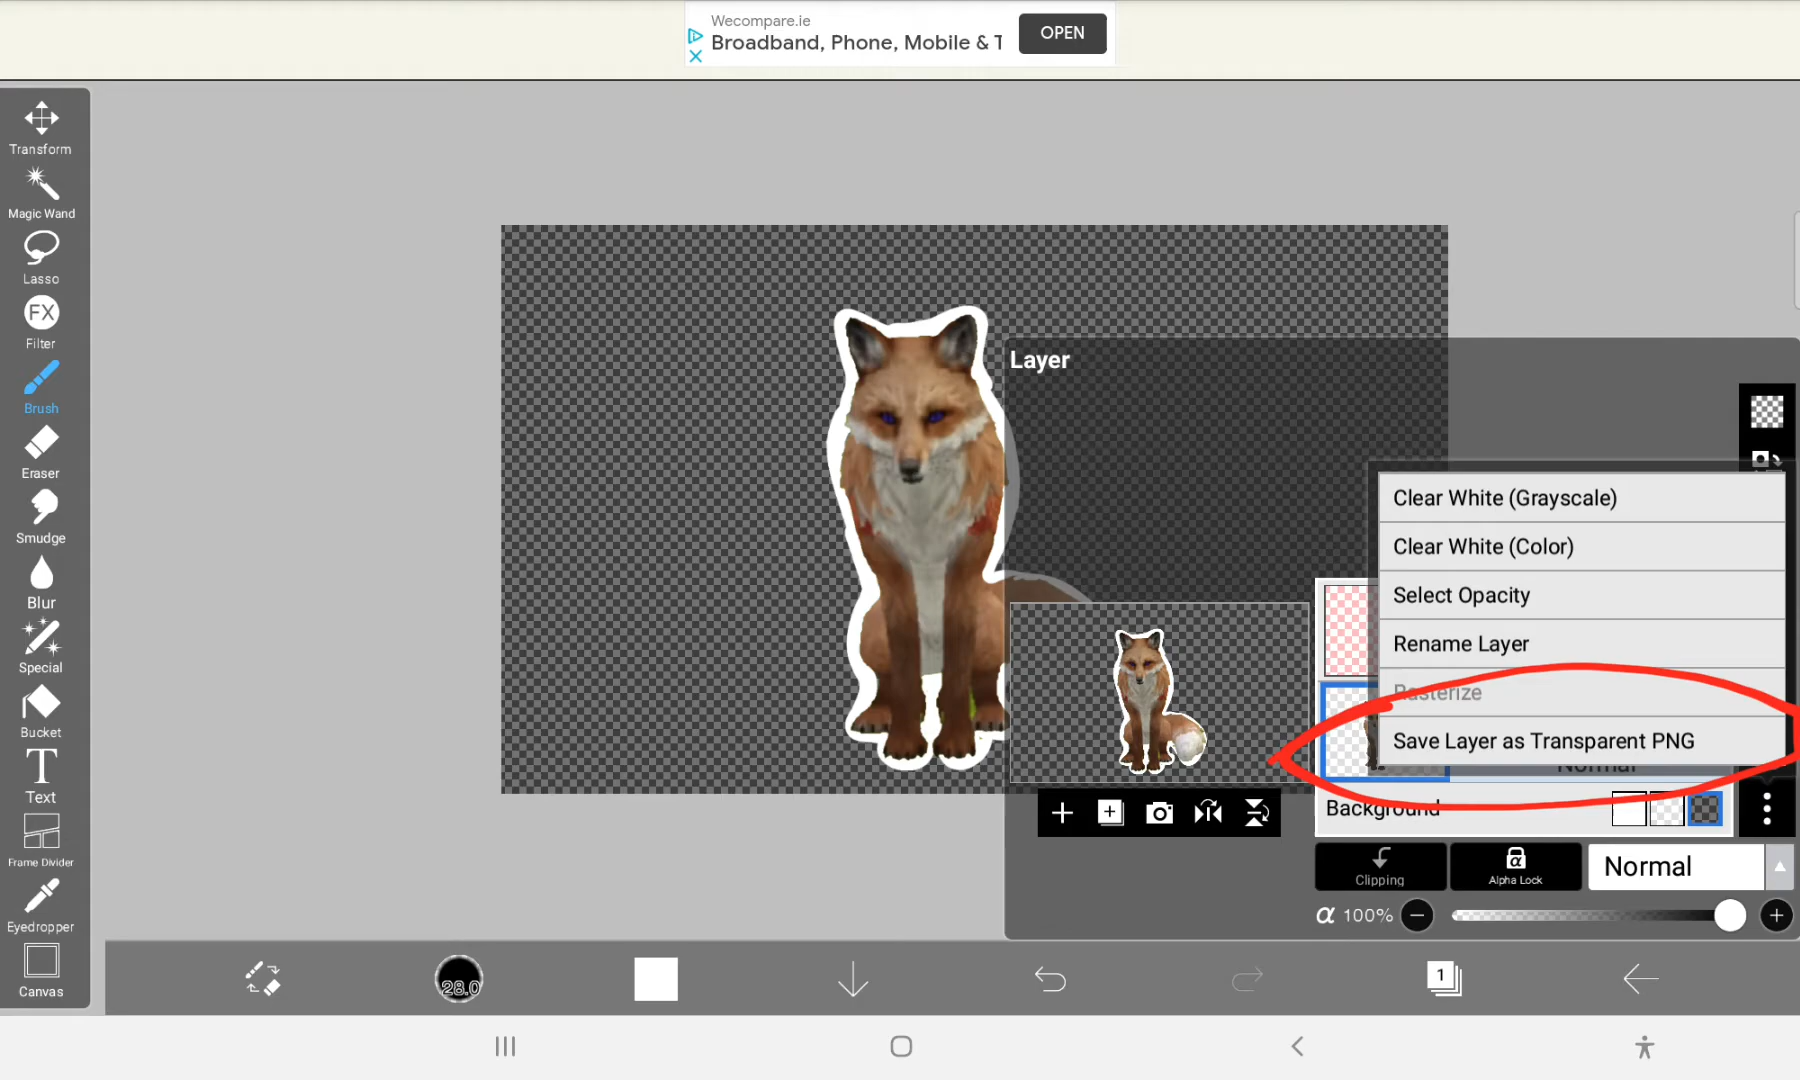 Wecompare.ie
Broadband, Phone, Mobile & T
OPEN
Transform
Magic Wand
Lasso
FX
Filter
Brush
Eraser
Smudge
Blur
Special
Bucket
T
Text
Frame Divider
Eyedropper
Canvas
Layer
Clear White (Grayscale)
Clear White (Color)
Select Opacity
Rename Layer
Rasterize
Save Layer as Transparent PNG
Normal
Background
Clipping
α
Alpha Lock
Normal
α 100%
28.0
1